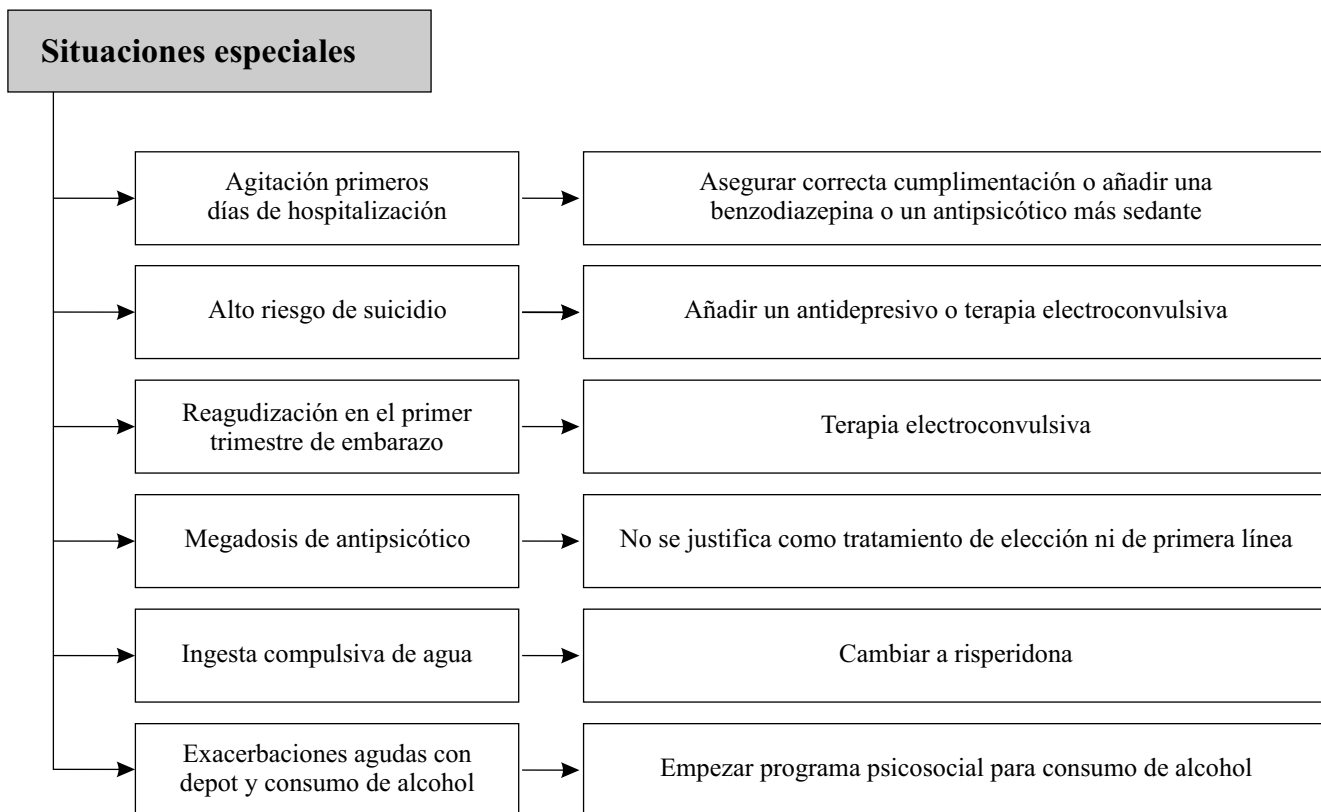 Situaciones especiales
Agitación primeros
días de hospitalización
Asegurar correcta cumplimentación o añadir una
benzodiazepina o un antipsicótico más sedante
Alto riesgo de suicidio
Añadir un antidepresivo o terapia electroconvulsiva
Reagudización en el primer
trimestre de embarazo
Terapia electroconvulsiva
Megadosis de antipsicótico
No se justifica como tratamiento de elección ni de primera línea
Ingesta compulsiva de agua
Cambiar a risperidona
Exacerbaciones agudas con
depot y consumo de alcohol
Empezar programa psicosocial para consumo de alcohol